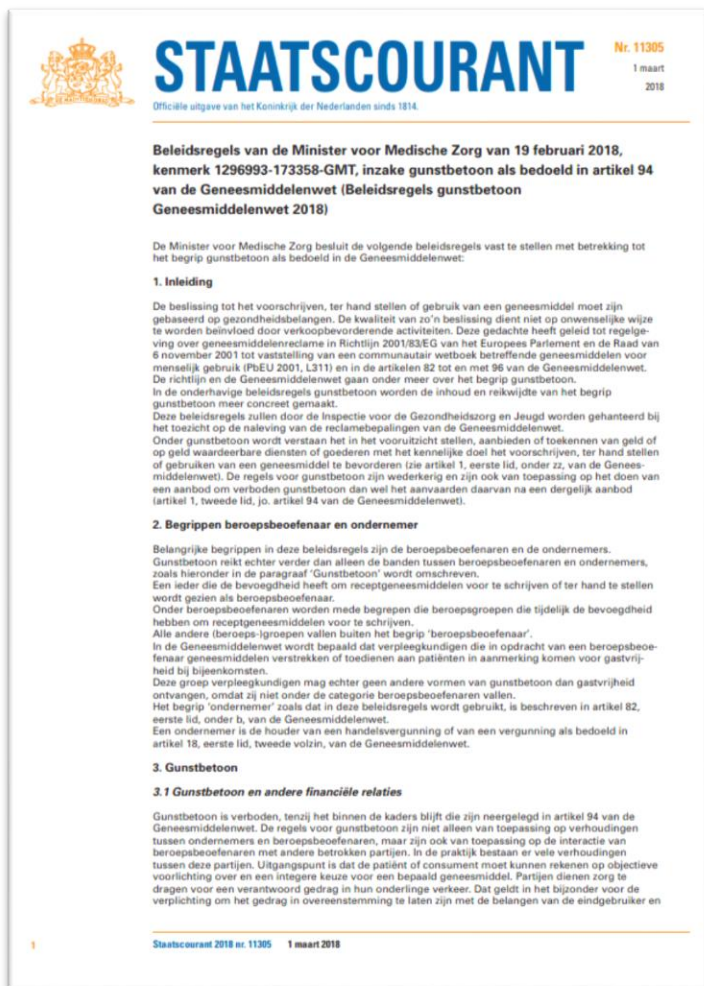 STAATSCOURANT
Nr. 11305
1 maart
2018
Officiële uitgave van het Koninkrijk der Nederlanden sinds 1814.
Beleidsregels van de Minister voor Medische Zorg van 19 februari 2018,
kenmerk 1296993-173358-GMT, inzake gunstbetoon als bedoeld in artikel 94
van de Geneesmiddelenwet (Beleidsregels gunstbetoon
Geneesmiddelenwet 2018)
De Minister voor Medische Zorg besluit de volgende beleidsregels vast te stellen met betrekking tot
het begrip gunstbetoon als bedoeld in de Geneesmiddelenwet:
1. Inleiding
De beslissing tot het voorschrijven, ter hand stellen of gebruik van een geneesmiddel moet zijn
gebaseerd op gezondheidsbelangen. De kwaliteit van zo'n beslissing dient niet op onwenselijke wijze
te worden beïnvloed door verkoopbevorderende activiteiten. Deze gedachte heeft geleid tot regelge-
ving over geneesmiddelenreclame in Richtlijn 2001/83/EG van het Europees Parlement en de Raad van
6 november 2001 tot vaststelling van een communautair wetboek betreffende geneesmiddelen voor
menselijk gebruik (PbEU 2001, L311) en in de artikelen 82 tot en met 96 van de Geneesmiddelenwet.
De richtlijn en de Geneesmiddelenwet gaan onder meer over het begrip gunstbetoon.
In de onderhavige beleidsregels gunstbetoon worden de inhoud en reikwijdte van het begrip
gunstbetoon meer concreet gemaakt.
Deze beleidsregels zullen door de Inspectie voor de Gezondheidszorg en Jeugd worden gehanteerd bij
het toezicht op de naleving van de reclamebepalingen van de Geneesmiddelenwet.
Onder gunstbetoon wordt verstaan het in het vooruitzicht stellen, aanbieden of toekennen van geld of
op geld waardeerbare diensten of goederen met het kennelijke doel het voorschrijven, ter hand stellen
of gebruiken van een geneesmiddel te bevorderen (zie artikel 1, eerste lid, onder zz, van de Genees-
middelenwet). De regels voor gunstbetoon zijn wederkerig en zijn ook van toepassing op het doen van
een aanbod om verboden gunstbetoon dan wel het aanvaarden daarvan na een dergelijk aanbod
(artikel 1, tweede lid, jo. artikel 94 van de Geneesmiddelenwet).
2. Begrippen beroepsbeoefenaar en ondernemer
Belangrijke begrippen in deze beleidsregels zijn de beroepsbeoefenaren en de ondernemers.
Gunstbetoon reikt echter verder dan alleen de banden tussen beroepsbeoefenaren en ondernemers,
zoals hieronder in de paragraaf 'Gunstbetoon' wordt omschreven.
Een ieder die de bevoegdheid heeft om receptgeneesmiddelen voor te schrijven of ter hand te stellen
wordt gezien als beroepsbeoefenaar.
Onder beroepsbeoefenaren worden mede begrepen die beroepsgroepen die tijdelijk de bevoegdheid
hebben om receptgeneesmiddelen voor te schrijven.
Alle andere (beroeps-)groepen vallen buiten het begrip 'beroepsbeoefenaar'.
In de Geneesmiddelenwet wordt bepaald dat verpleegkundigen die in opdracht van een beroepsbeoe-
fenaar geneesmiddelen verstrekken of toedienen aan patiënten in aanmerking komen voor gastvrij-
heid bij bijeenkomsten.
Deze groep verpleegkundigen mag echter geen andere vormen van gunstbetoon dan gastvrijheid
ontvangen, omdat zij niet onder de categorie beroepsbeoefenaren vallen.
Het begrip 'ondernemer' zoals dat in deze beleidsregels wordt gebruikt, is beschreven in artikel 82,
eerste lid, onder b, van de Geneesmiddelenwet.
Een ondernemer is de houder van een handelsvergunning of van een vergunning als bedoeld in
artikel 18, eerste lid, tweede volzin, van de Geneesmiddelenwet.
3. Gunstbetoon
3.1 Gunstbetoon en andere financiële relaties
Gunstbetoon is verboden, tenzij het binnen de kaders blijft die zijn neergelegd in artikel 94 van de
Geneesmiddelenwet. De regels voor gunstbetoon zijn niet alleen van toepassing op verhoudingen
tussen ondernemers en beroepsbeoefenaren, maar zijn ook van toepassing op de interactie van
beroepsbeoefenaren met andere betrokken partijen. In de praktijk bestaan er vele verhoudingen
tussen deze partijen. Uitgangspunt is dat de patiënt of consument moet kunnen rekenen op objectieve
voorlichting over en een integere keuze voor een bepaald geneesmiddel. Partijen dienen zorg te
dragen voor een verantwoord gedrag in hun onderlinge verkeer. Dat geldt in het bijzonder voor de
verplichting om het gedrag in overeenstemming te laten zijn met de belangen van de eindgebruiker en
1
Staatscourant 2018 nr. 11305 1 maart 2018